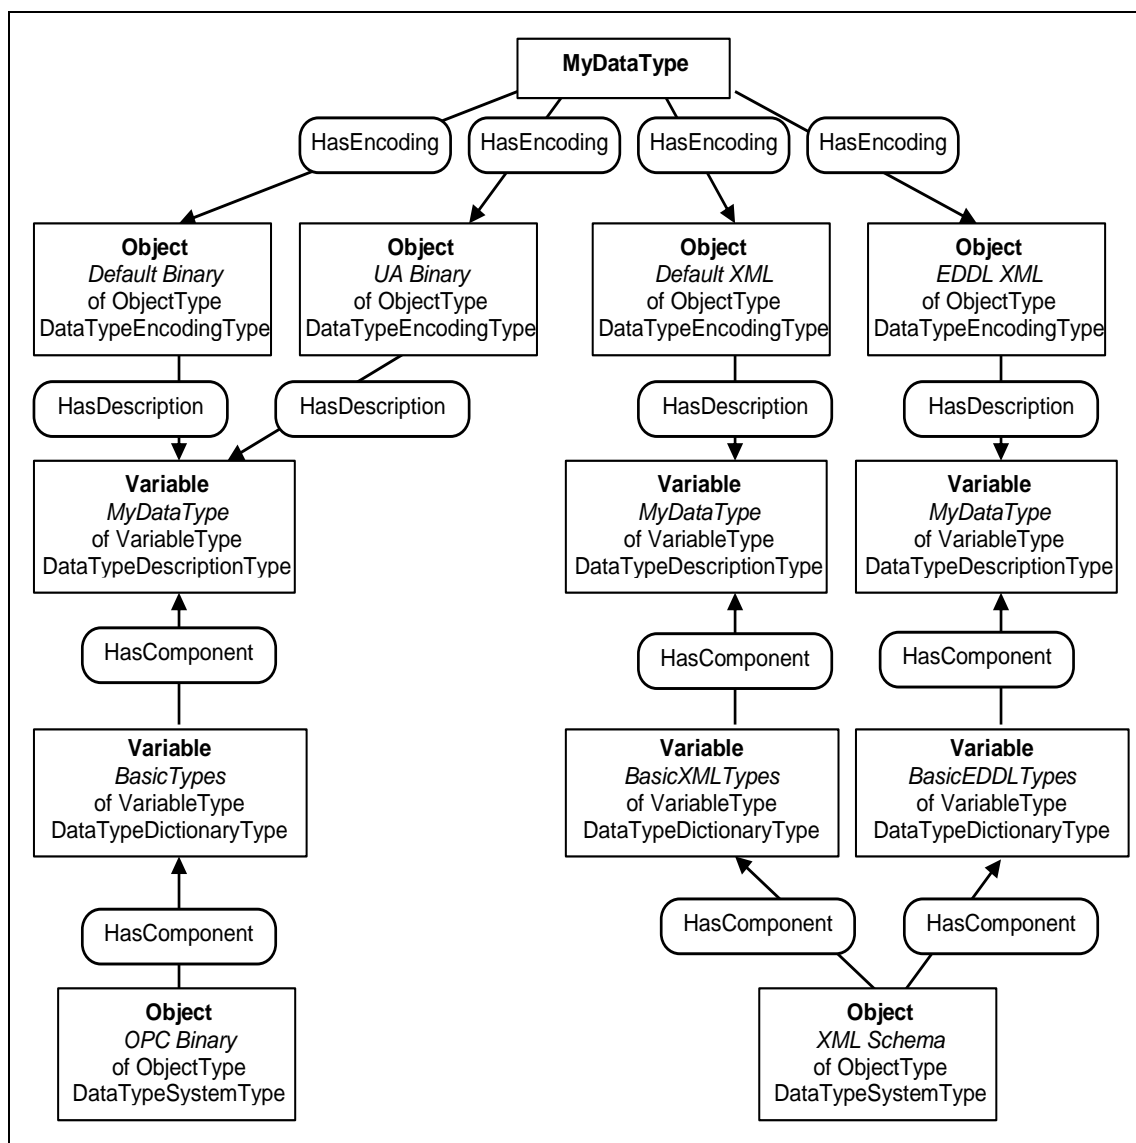 MyDataType
HasEncoding
HasEncoding
HasEncoding
HasEncoding
Object
Default Binary
of ObjectType
DataTypeEncodingType
Object
UA Binary
of ObjectType
DataTypeEncodingType
Object
Default XML
of ObjectType
DataTypeEncodingType
Object
EDDL XML
of ObjectType
DataTypeEncodingType
HasDescription
HasDescription
HasDescription
HasDescription
Variable
MyDataType
of VariableType
DataTypeDescriptionType
Variable
MyDataType
of VariableType
DataTypeDescriptionType
Variable
MyDataType
of VariableType
DataTypeDescriptionType
HasComponent
HasComponent
HasComponent
Variable
BasicTypes
of VariableType
DataTypeDictionaryType
Variable
BasicXMLTypes
of VariableType
DataTypeDictionaryType
Variable
BasicEDDLTypes
of VariableType
DataTypeDictionaryType
HasComponent
HasComponent
HasComponent
Object
OPC Binary
of ObjectType
DataTypeSystemType
Object
XML Schema
of ObjectType
DataTypeSystemType